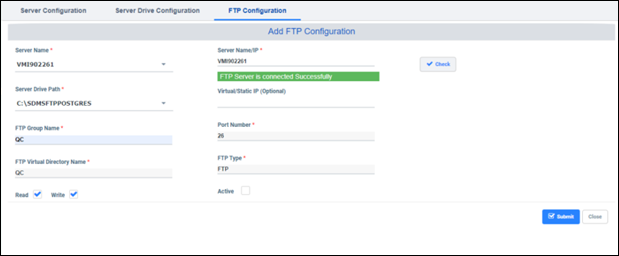 Server Configuration Server Drive Configuration FTP Configuration
Add FTP Configuration
Server Name * Server Name/IP *
VMI902261 VMI902261 Check
FTP Server is connected Successfully
Server Drive Path * Virtual/Static IP (Optional)
C:\SDMSFTPPOSTGRES
FTP Group Name * Port Number *
QC 26
FTP Virtual Directory Name * FTP Type *
QC FTP
Read Write Active
Submit Close